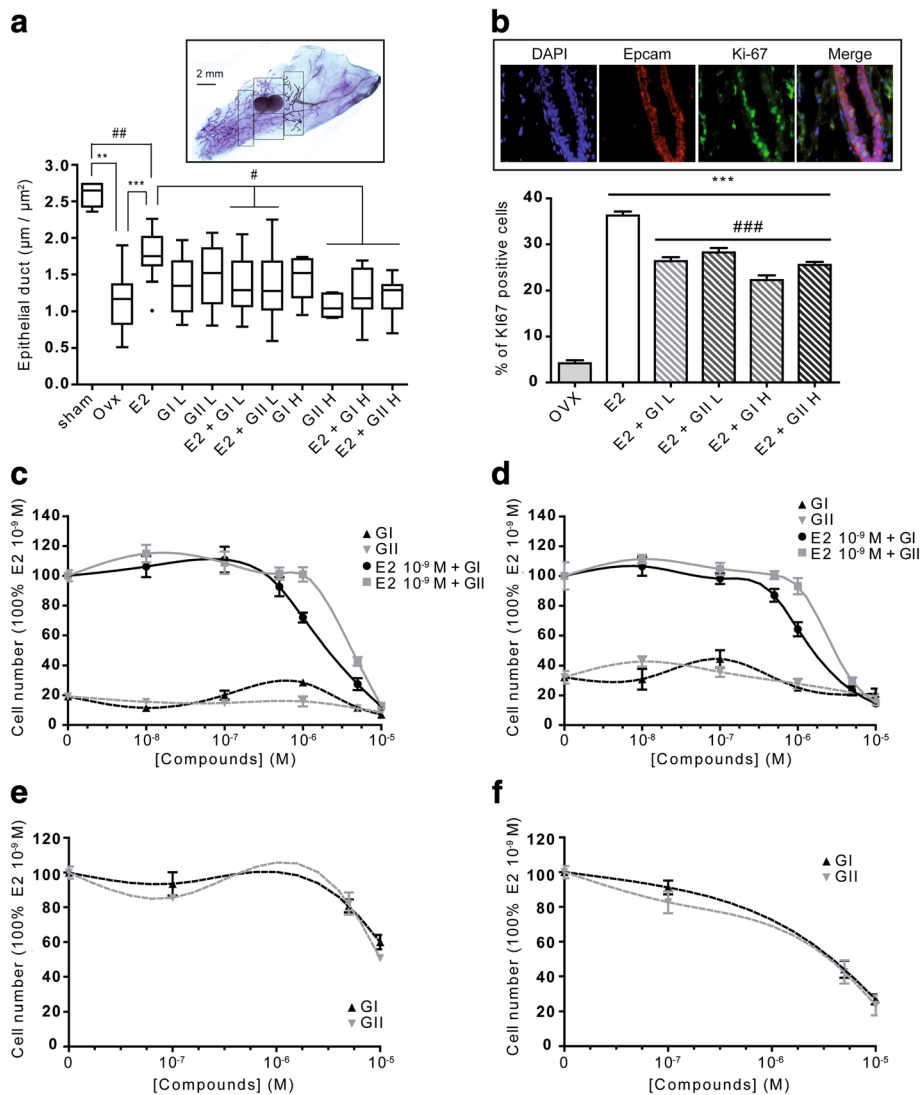 a
2 mm
##
**
***
#
Epithelial duct (µm / µm²)
3.0
2.5
2.0
1.5
1.0
0.5
0.0
sham
Ovx
E2
GI L
GII L
E2 + GI L
E2 + GII L
GI H
GII H
E2 + GI H
E2 + GII H
b
DAPI Epcam Ki-67 Merge
***
###
% of KI67 positive cells
40
30
20
10
0
OVX
E2
E2 + GI L
E2 + GII L
E2 + GI H
E2 + GII H
c
Cell number (100% E2 10⁻⁹ M)
140
120
100
80
60
40
20
0
GI
GII
E2 10⁻⁹ M + GI
E2 10⁻⁹ M + GII
0 10⁻⁸ 10⁻⁷ 10⁻⁶ 10⁻⁵
[Compounds] (M)
d
Cell number (100% E2 10⁻⁹ M)
140
120
100
80
60
40
20
0
GI
GII
E2 10⁻⁹ M + GI
E2 10⁻⁹ M + GII
0 10⁻⁸ 10⁻⁷ 10⁻⁶ 10⁻⁵
[Compounds] (M)
e
Cell number (100% E2 10⁻⁹ M)
120
100
80
60
40
20
0
GI
GII
0 10⁻⁷ 10⁻⁶ 10⁻⁵
[Compounds] (M)
f
Cell number (100% E2 10⁻⁹ M)
120
100
80
60
40
20
0
GI
GII
0 10⁻⁷ 10⁻⁶ 10⁻⁵
[Compounds] (M)